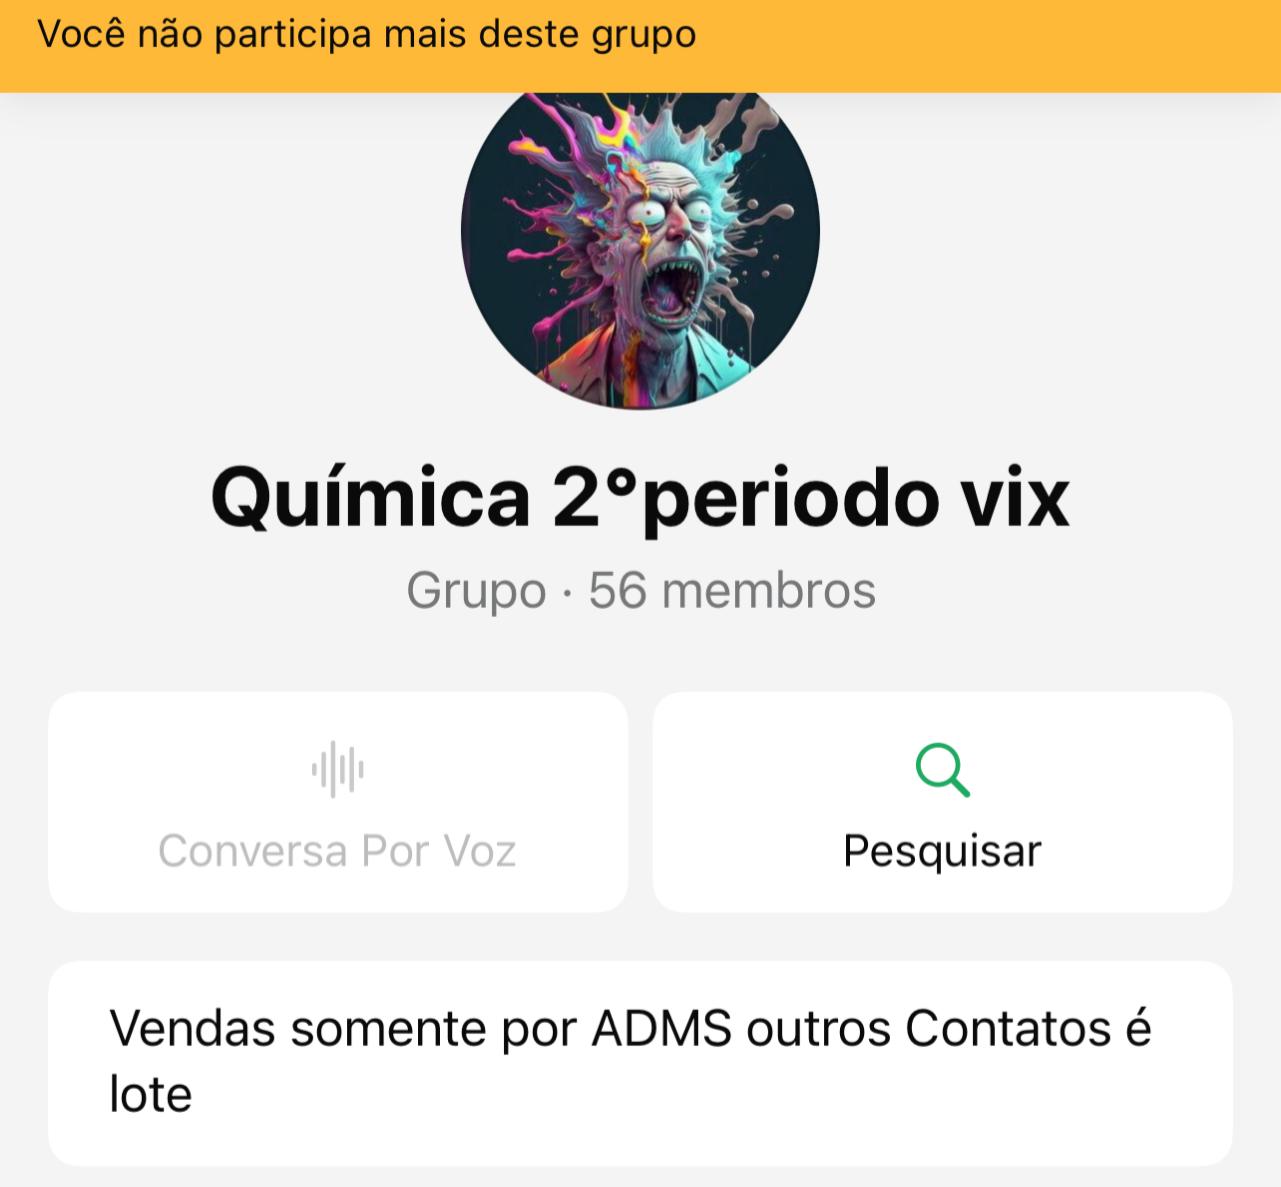 Você não participa mais deste grupo
Química 2°periodo vix
Grupo · 56 membros
Conversa Por Voz
Pesquisar
Vendas somente por ADMS outros Contatos é
lote